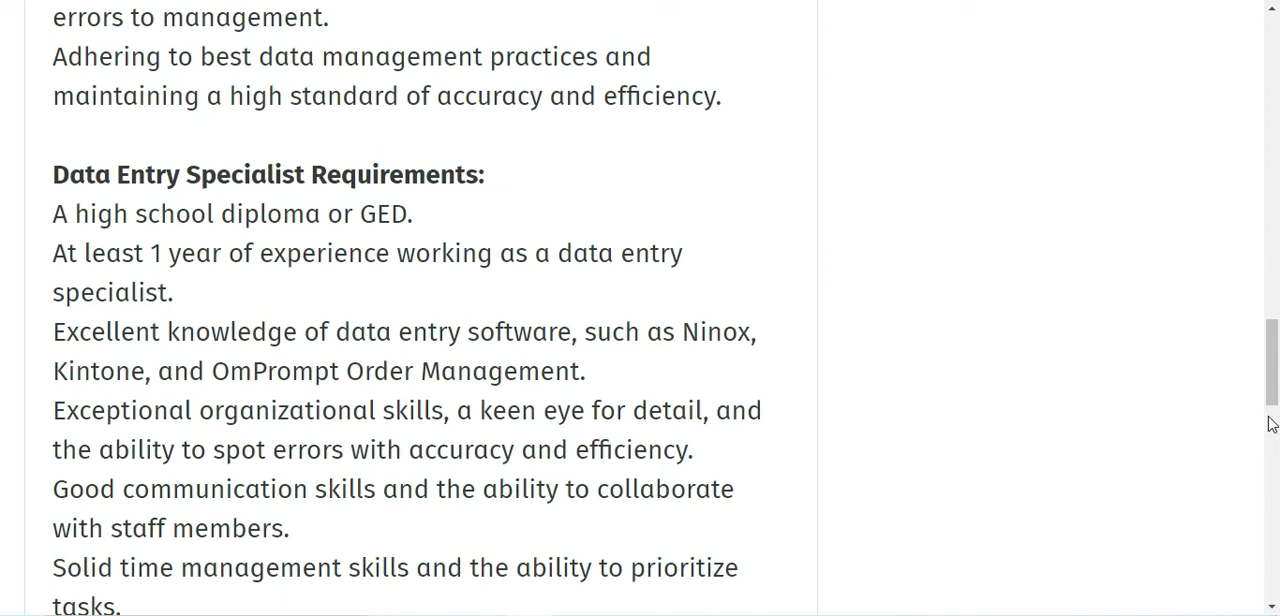 errors to management.
Adhering to best data management practices and
maintaining a high standard of accuracy and efficiency.
Data Entry Specialist Requirements:
A high school diploma or GED.
At least 1 year of experience working as a data entry
specialist.
Excellent knowledge of data entry software, such as Ninox,
Kintone, and OmPrompt Order Management.
Exceptional organizational skills, a keen eye for detail, and
the ability to spot errors with accuracy and efficiency.
Good communication skills and the ability to collaborate
with staff members.
Solid time management skills and the ability to prioritize
tasks.